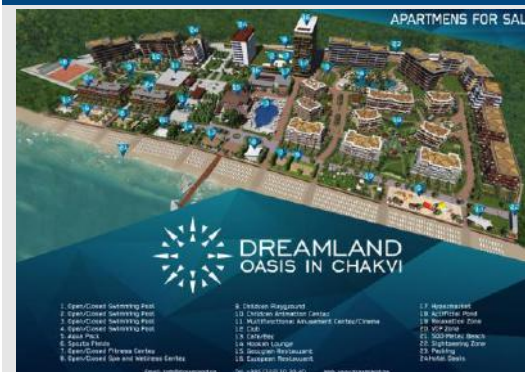 APARTMENS FOR SAL
DREAMLAND
OASIS IN CHAKVI
1. Open/Closed Swimming Pool
2. Open/Closed Swimming Pool
3. Open/Closed Swimming Pool
4. Open/Closed Swimming Pool
5. Aqua Park
6. Sports Fields
7. Open/Closed Fitness Center
8. Open/Closed Spa and Wellness Center
9. Children Playground
10. Children Animation Center
11. Multifunctional Amusement Center/Cinema
12. Club
13. Cafe/Bar
14. Hookah Lounge
15. Georgian Restaurant
16. European Restaurant
17. Hypermarket
18. Artificial Pond
19. Relaxation Zone
20. VIP Zone
21. 500 Meter Beach
22. Sightseeing Zone
23. Parking
24. Hotel Oasis